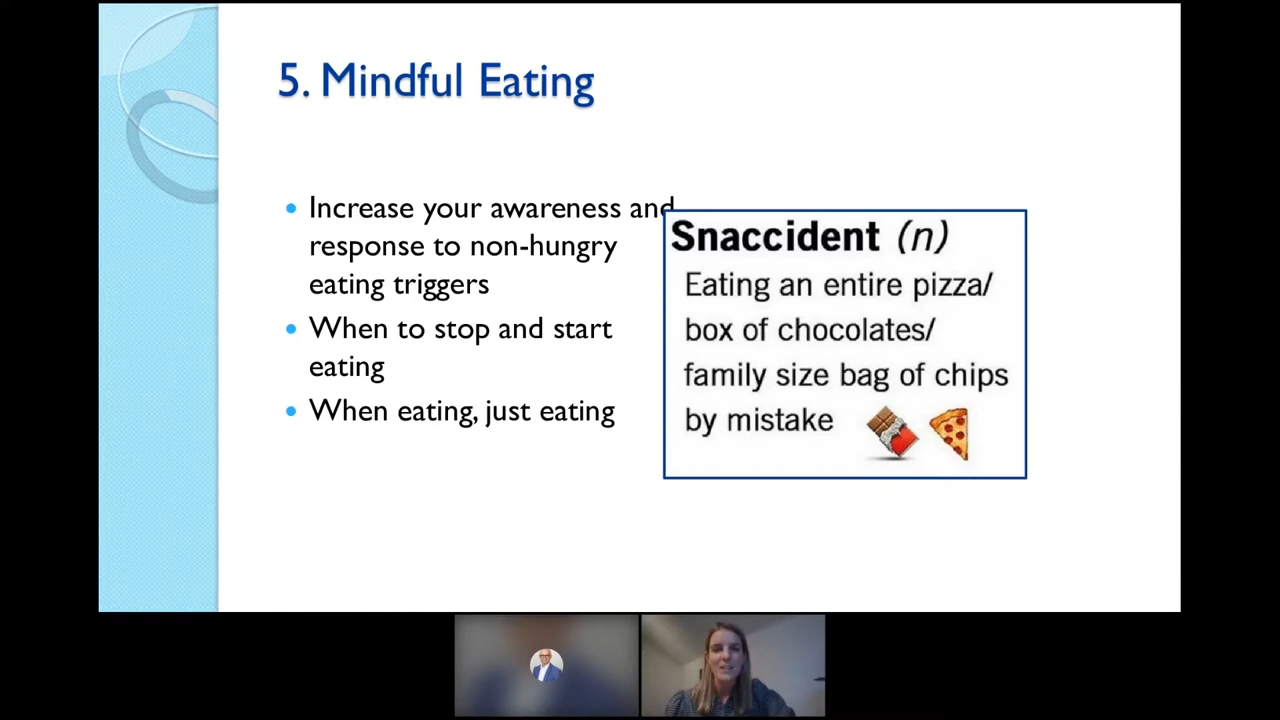 5. Mindful Eating
Increase your awareness and
response to non-hungry
eating triggers
When to stop and start
eating
When eating, just eating
Snaccident (n)
Eating an entire pizza/
box of chocolates/
family size bag of chips
by mistake